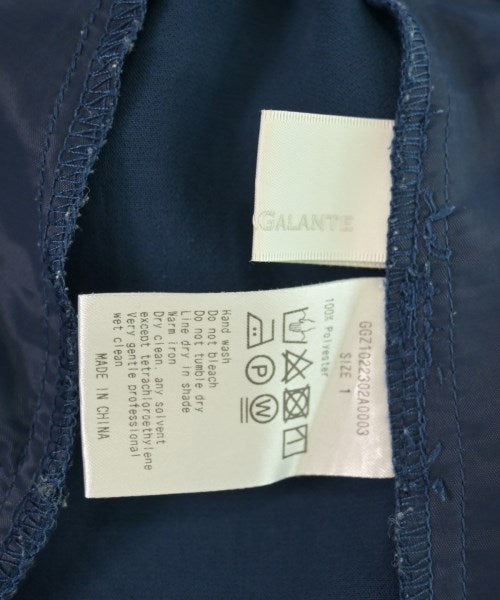 GALANTE
GGZ1022302A0003
SIZE 1
100% Polyester
P
W
Hand wash
Do not bleach
Do not tumble dry
Line dry in shade
Warm iron
Dry clean, any solvent
except tetrachloroethylene
Very gentle professional
wet clean
MADE IN CHINA